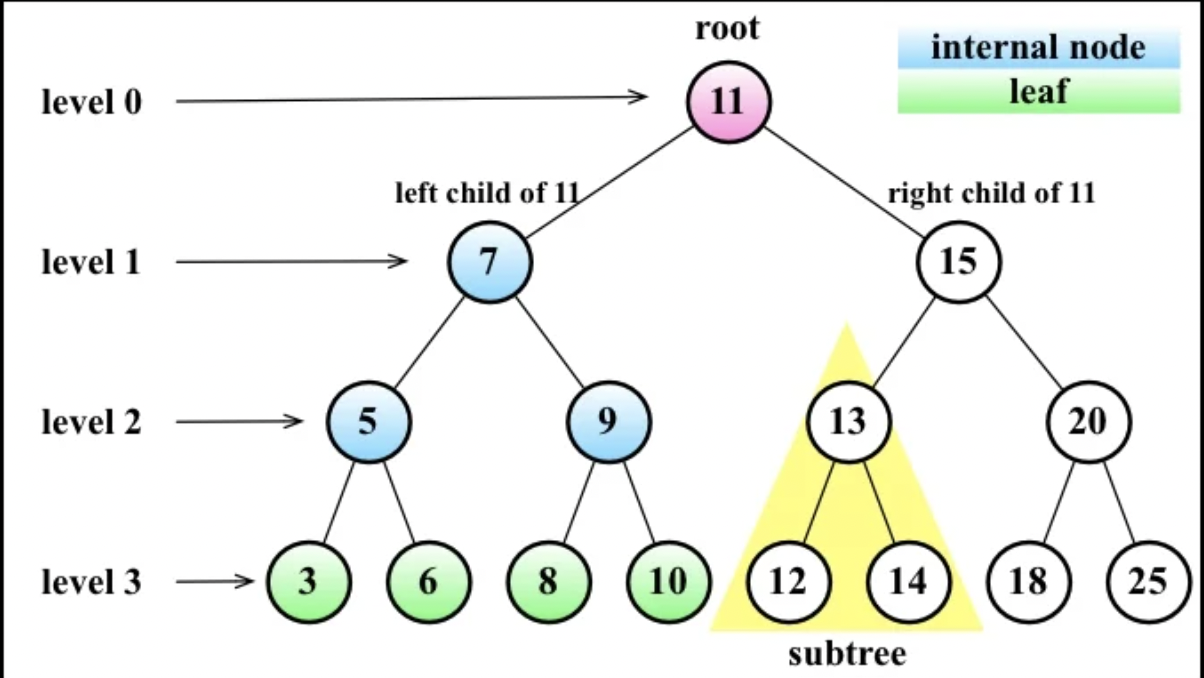 root
internal node
leaf
level 0
11
left child of 11
right child of 11
level 1
7
15
level 2
5
9
13
20
level 3
3
6
8
10
12
14
18
25
subtree